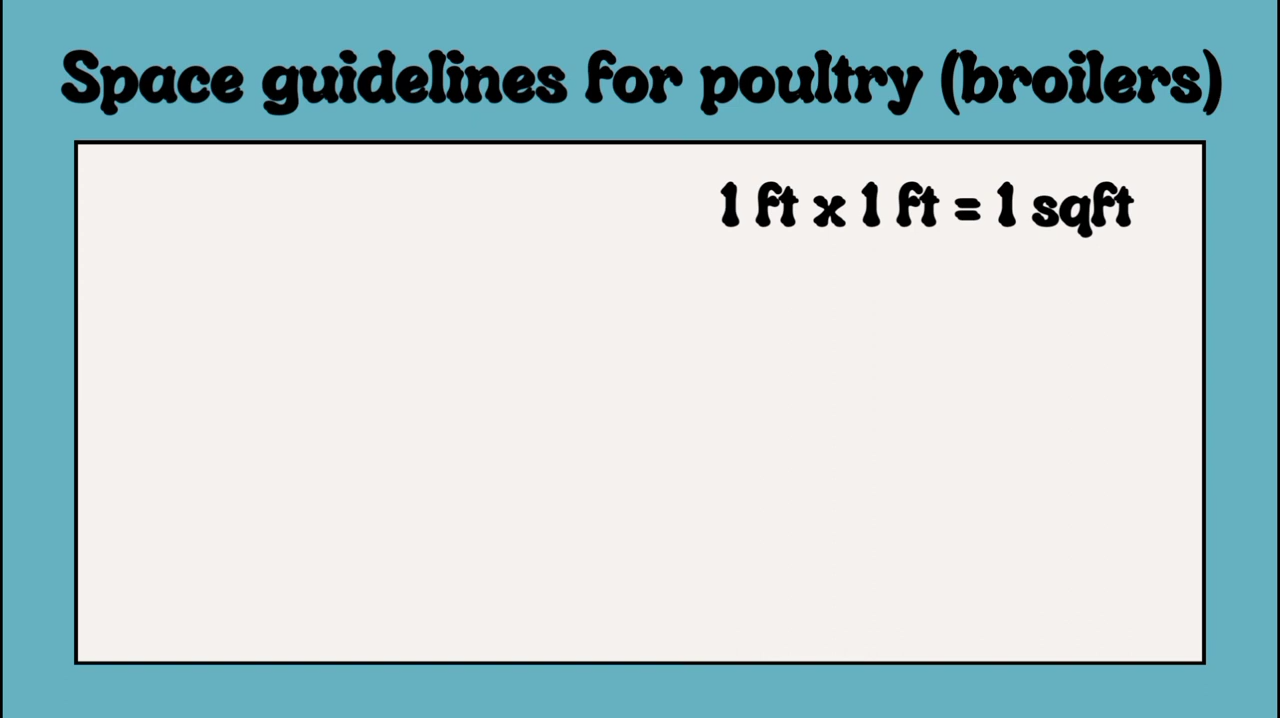 Space guidelines for poultry (broilers)
1 ft x 1 ft = 1 sqft